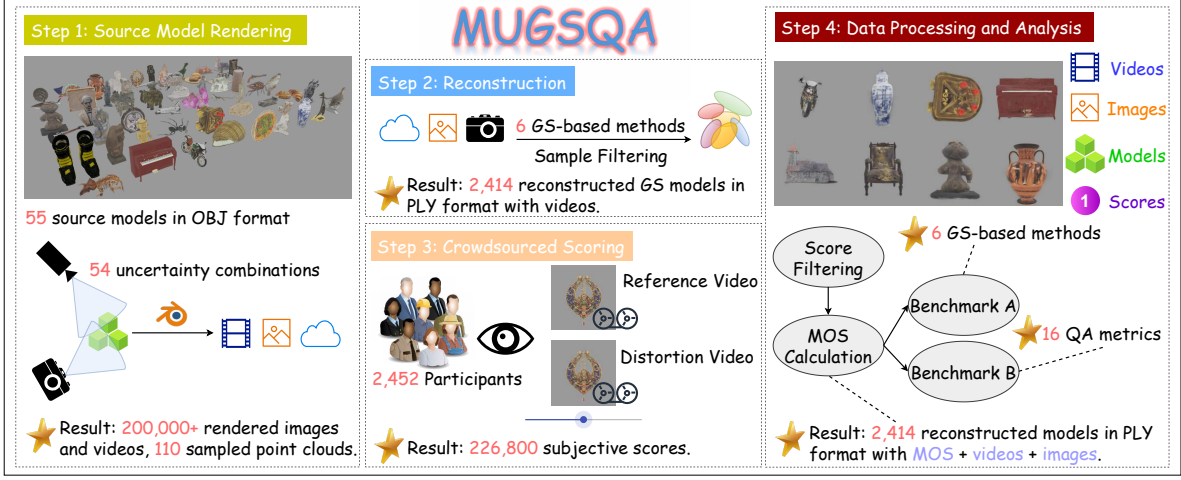 MUGSQA
Step 1: Source Model Rendering
55 source models in OBJ format
54 uncertainty combinations
Result: 200,000+ rendered images
and videos, 110 sampled point clouds.
Step 2: Reconstruction
6 GS-based methods
Sample Filtering
Result: 2,414 reconstructed GS models in
PLY format with videos.
Step 3: Crowdsourced Scoring
Reference Video
Distortion Video
2,452 Participants
Result: 226,800 subjective scores.
Step 4: Data Processing and Analysis
Videos
Images
Models
1 Scores
6 GS-based methods
Score
Filtering
Benchmark A
16 QA metrics
MOS
Calculation
Benchmark B
Result: 2,414 reconstructed models in PLY
format with MOS + videos + images.